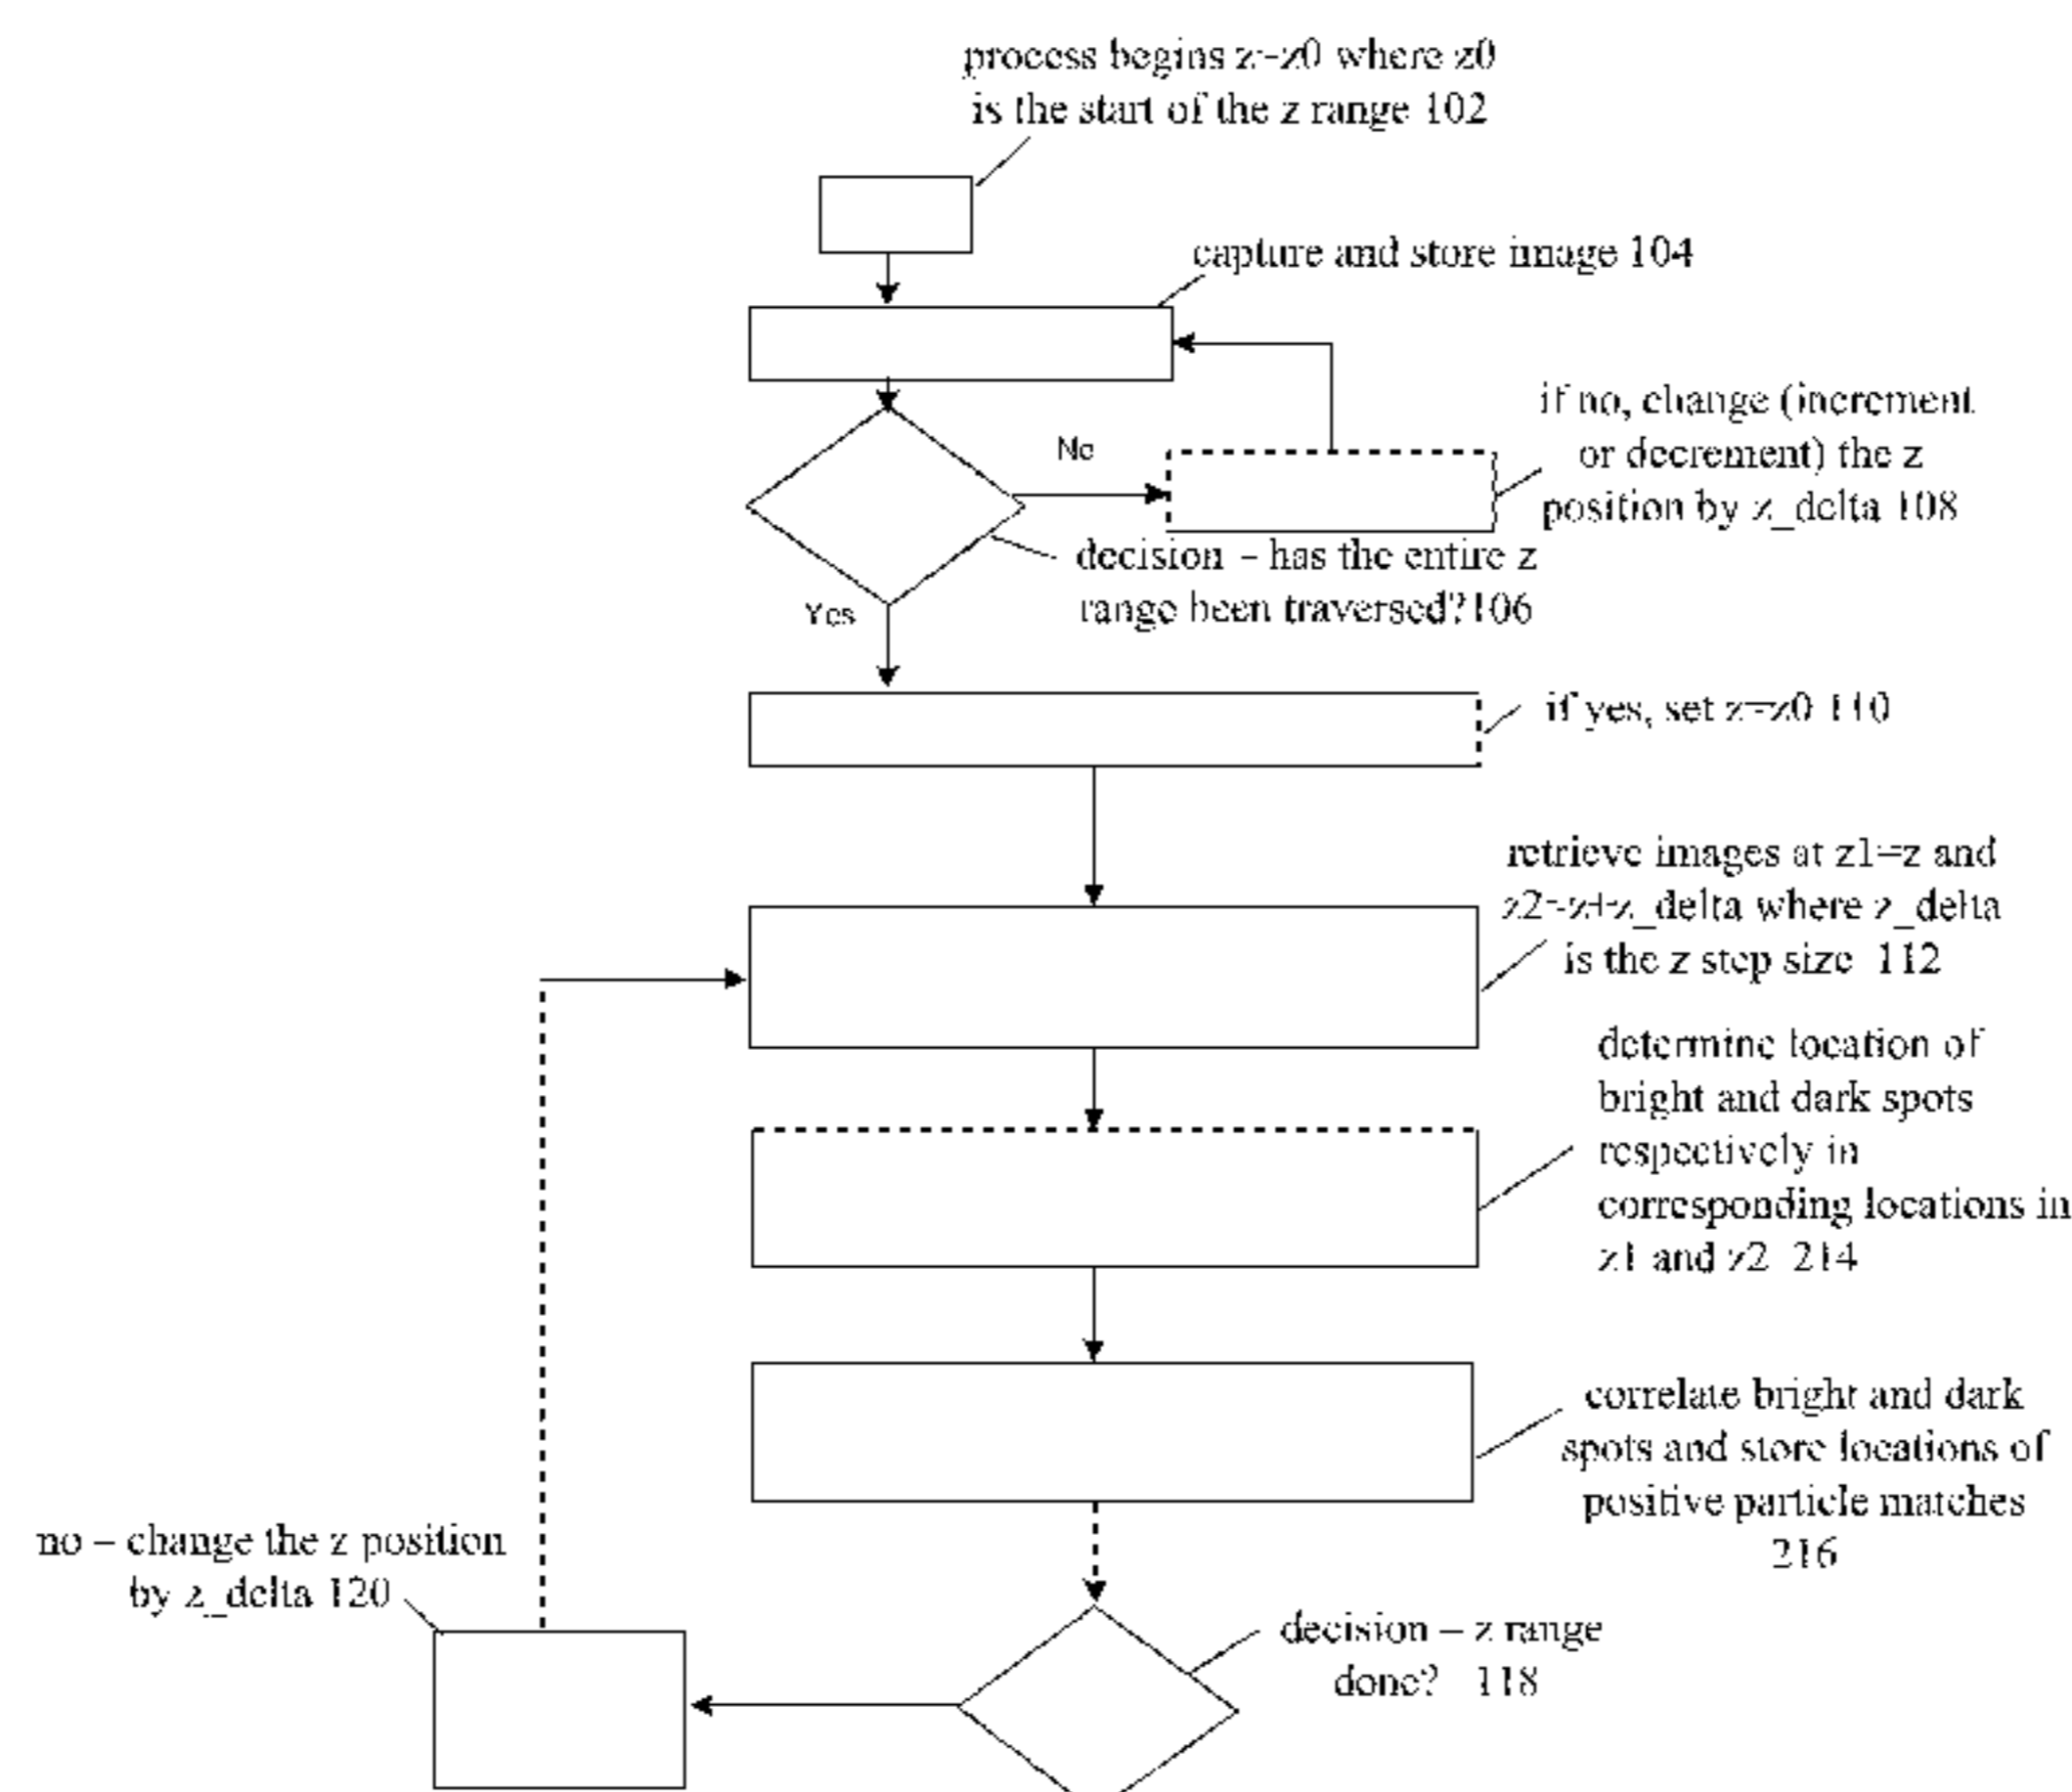 process begins z=z0 where z0
is the start of the z range 102
capture and store image 104
if no, change (increment
or decrement) the z
position by z_delta 108
No
decision – has the entire z
range been traversed?106
Yes
if yes, set z=z0 110
retrieve images at z1=z and
z2=z+z_delta where z_delta
is the z step size 112
determine location of
bright and dark spots
respectively in
corresponding locations in
z1 and z2 214
correlate bright and dark
spots and store locations of
positive particle matches
216
no – change the z position
by z_delta 120
decision – z range
done? 118